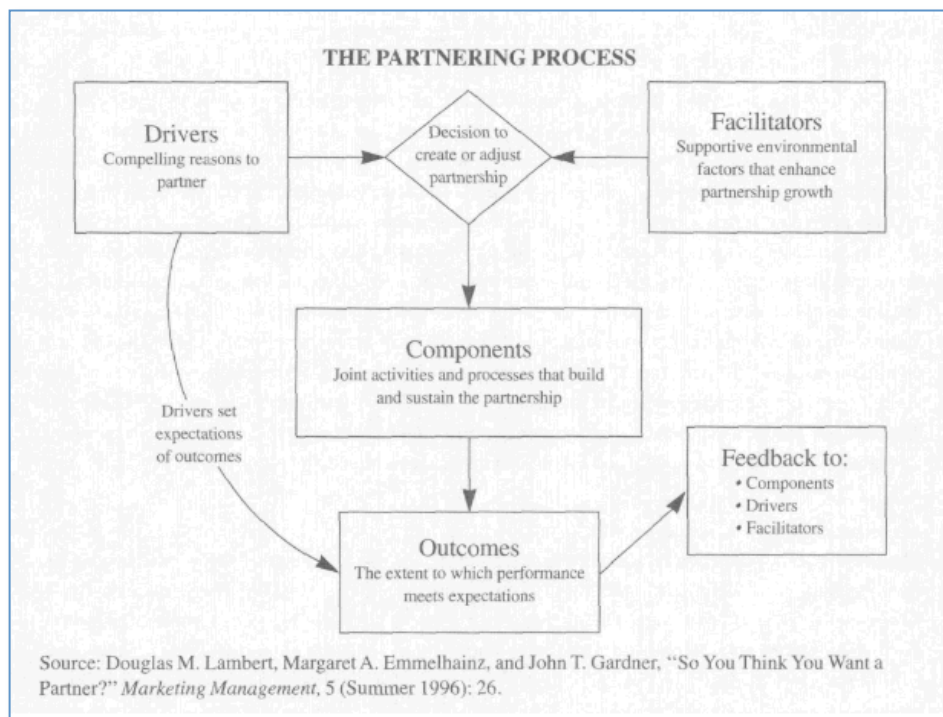 THE PARTNERING PROCESS
Drivers
Compelling reasons to
partner
Decision to
create or adjust
partnership
Facilitators
Supportive environmental
factors that enhance
partnership growth
Components
Joint activities and processes that build
and sustain the partnership
Drivers set
expectations
of outcomes
Feedback to:
• Components
• Drivers
• Facilitators
Outcomes
The extent to which performance
meets expectations
Source: Douglas M. Lambert, Margaret A. Emmelhainz, and John T. Gardner, “So You Think You Want a
Partner?” Marketing Management, 5 (Summer 1996): 26.